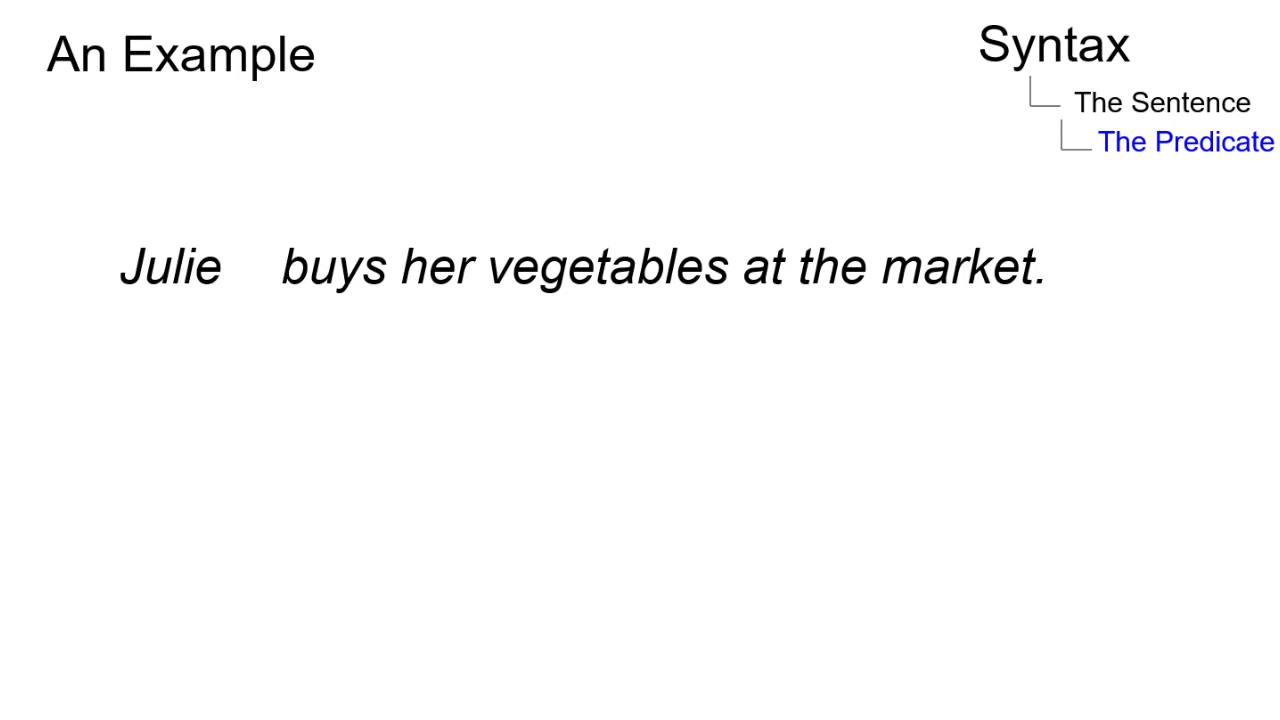 An Example
Syntax
The Sentence
The Predicate
Julie buys her vegetables at the market.